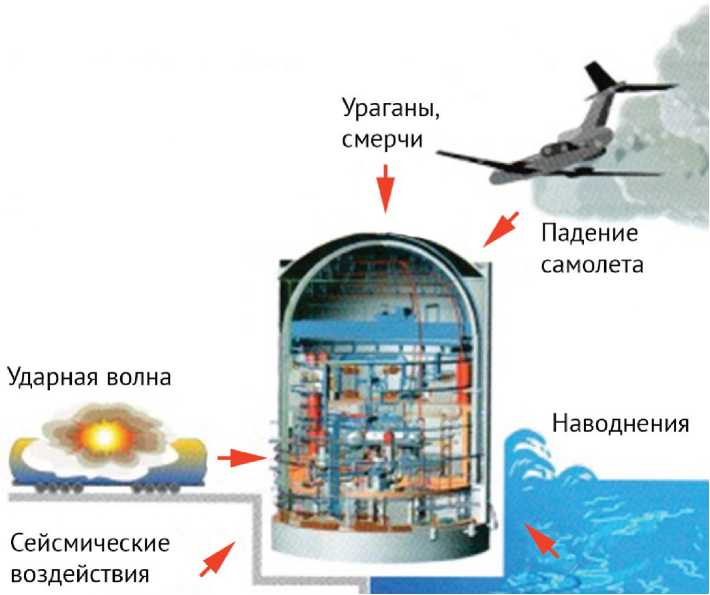 Ураганы,
смерчи
Падение
самолета
Ударная волна
Наводнения
Сейсмические
воздействия